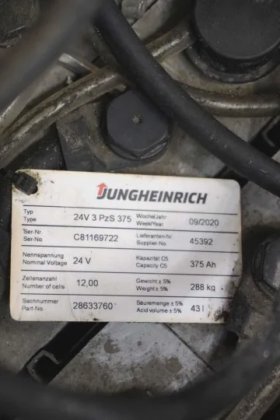 JUNGHEINRICH
Typ
Type
24V 3 PzS 375
Woche/Jahr
Week/Year
09/2020
Ser-Nr.
Ser-No
C81169722
Lieferanten-Nr
Supplier No.
45392
Nennspannung
Nominal Voltage
24 V
Kapazität C5
Capacity C5
375 Ah
Zellenanzahl
Number of cells
12,00
Gewicht ± 5%
Weight ± 5%
288 kg
Sachnummer
Part-No.
28633760
Säuremenge ± 5%
Acid volume ± 5%
43 l